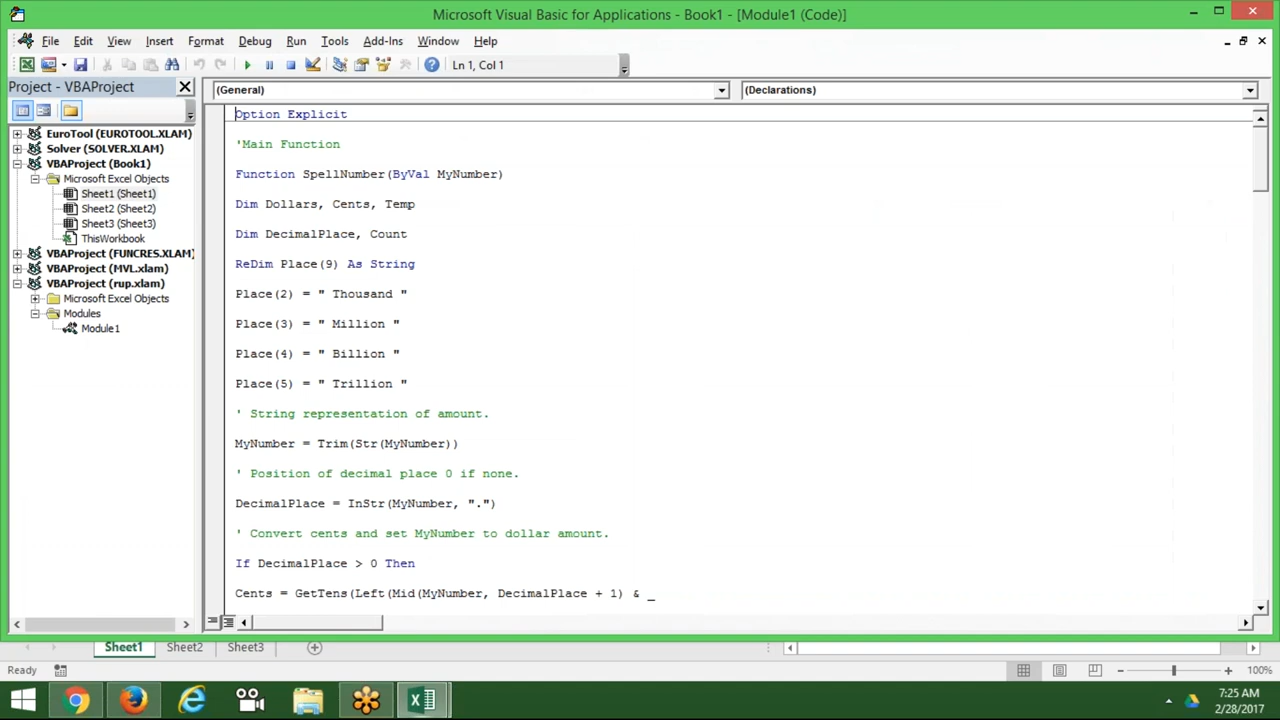 Microsoft Visual Basic for Applications - Book1 - [Module1 (Code)]
File Edit View Insert Format Debug Run Tools Add-Ins Window Help
Ln 1, Col 1
Project - VBAProject
(General) (Declarations)
EuroTool (EUROTOOL.XLAM)
Solver (SOLVER.XLAM)
VBAProject (Book1)
Microsoft Excel Objects
Sheet1 (Sheet1)
Sheet2 (Sheet2)
Sheet3 (Sheet3)
ThisWorkbook
VBAProject (FUNCRES.XLAM)
VBAProject (MVL.xlam)
VBAProject (rup.xlam)
Microsoft Excel Objects
Modules
Module1
Option Explicit
'Main Function
Function SpellNumber(ByVal MyNumber)
Dim Dollars, Cents, Temp
Dim DecimalPlace, Count
ReDim Place(9) As String
Place(2) = " Thousand "
Place(3) = " Million "
Place(4) = " Billion "
Place(5) = " Trillion "
' String representation of amount.
MyNumber = Trim(Str(MyNumber))
' Position of decimal place 0 if none.
DecimalPlace = InStr(MyNumber, ".")
' Convert cents and set MyNumber to dollar amount.
If DecimalPlace > 0 Then
Cents = GetTens(Left(Mid(MyNumber, DecimalPlace + 1) & _
Sheet1 Sheet2 Sheet3
Ready 100%
7:25 AM
2/28/2017